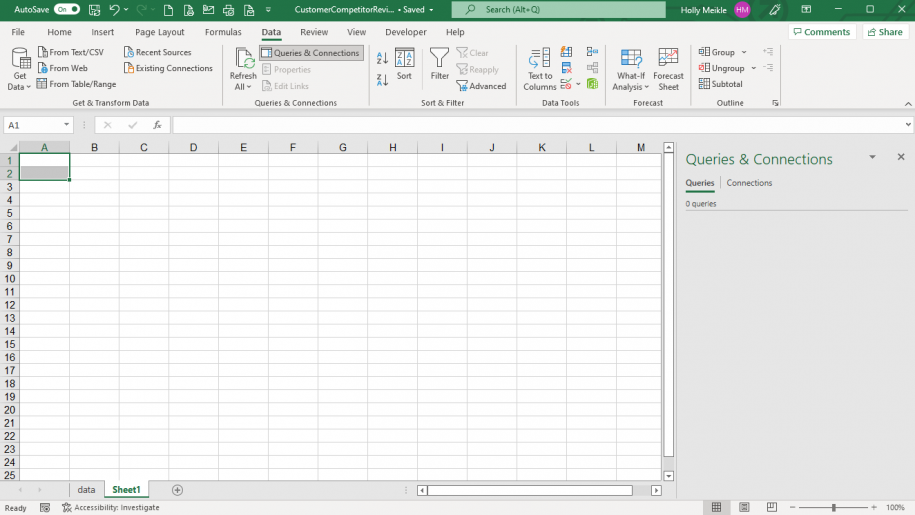 AutoSave On CustomerCompetitorRevi... • Saved Search (Alt+Q) Holly Meikle HM
File Home Insert Page Layout Formulas Data Review View Developer Help Comments Share
Get Data
From Text/CSV
From Web
From Table/Range
Recent Sources
Existing Connections
Get & Transform Data
Refresh All
Queries & Connections
Properties
Edit Links
Queries & Connections
Sort
Filter
Clear
Reapply
Advanced
Sort & Filter
Text to Columns
Data Tools
What-If Analysis
Forecast Sheet
Forecast
Group
Ungroup
Subtotal
Outline
A1 fx
A B C D E F G H I J K L M
1
2
3
4
5
6
7
8
9
10
11
12
13
14
15
16
17
18
19
20
21
22
23
24
25
Queries & Connections
Queries Connections
0 queries
data Sheet1
Ready Accessibility: Investigate 100%